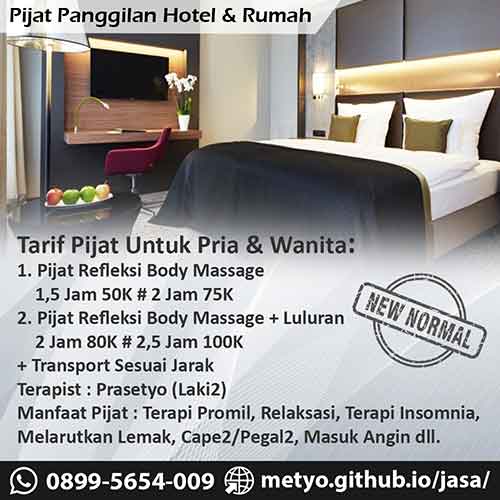 Pijat Panggilan Hotel & Rumah
Tarif Pijat Untuk Pria & Wanita:
1. Pijat Refleksi Body Massage
1,5 Jam 50K # 2 Jam 75K
2. Pijat Refleksi Body Massage + Luluran
2 Jam 80K # 2,5 Jam 100K
+ Transport Sesuai Jarak
Terapist : Prasetyo (Laki2)
Manfaat Pijat : Terapi Promil, Relaksasi, Terapi Insomnia,
Melarutkan Lemak, Cape2/Pegal2, Masuk Angin dll.
NEW NORMAL
0899-5654-009 metyo.github.io/jasa/